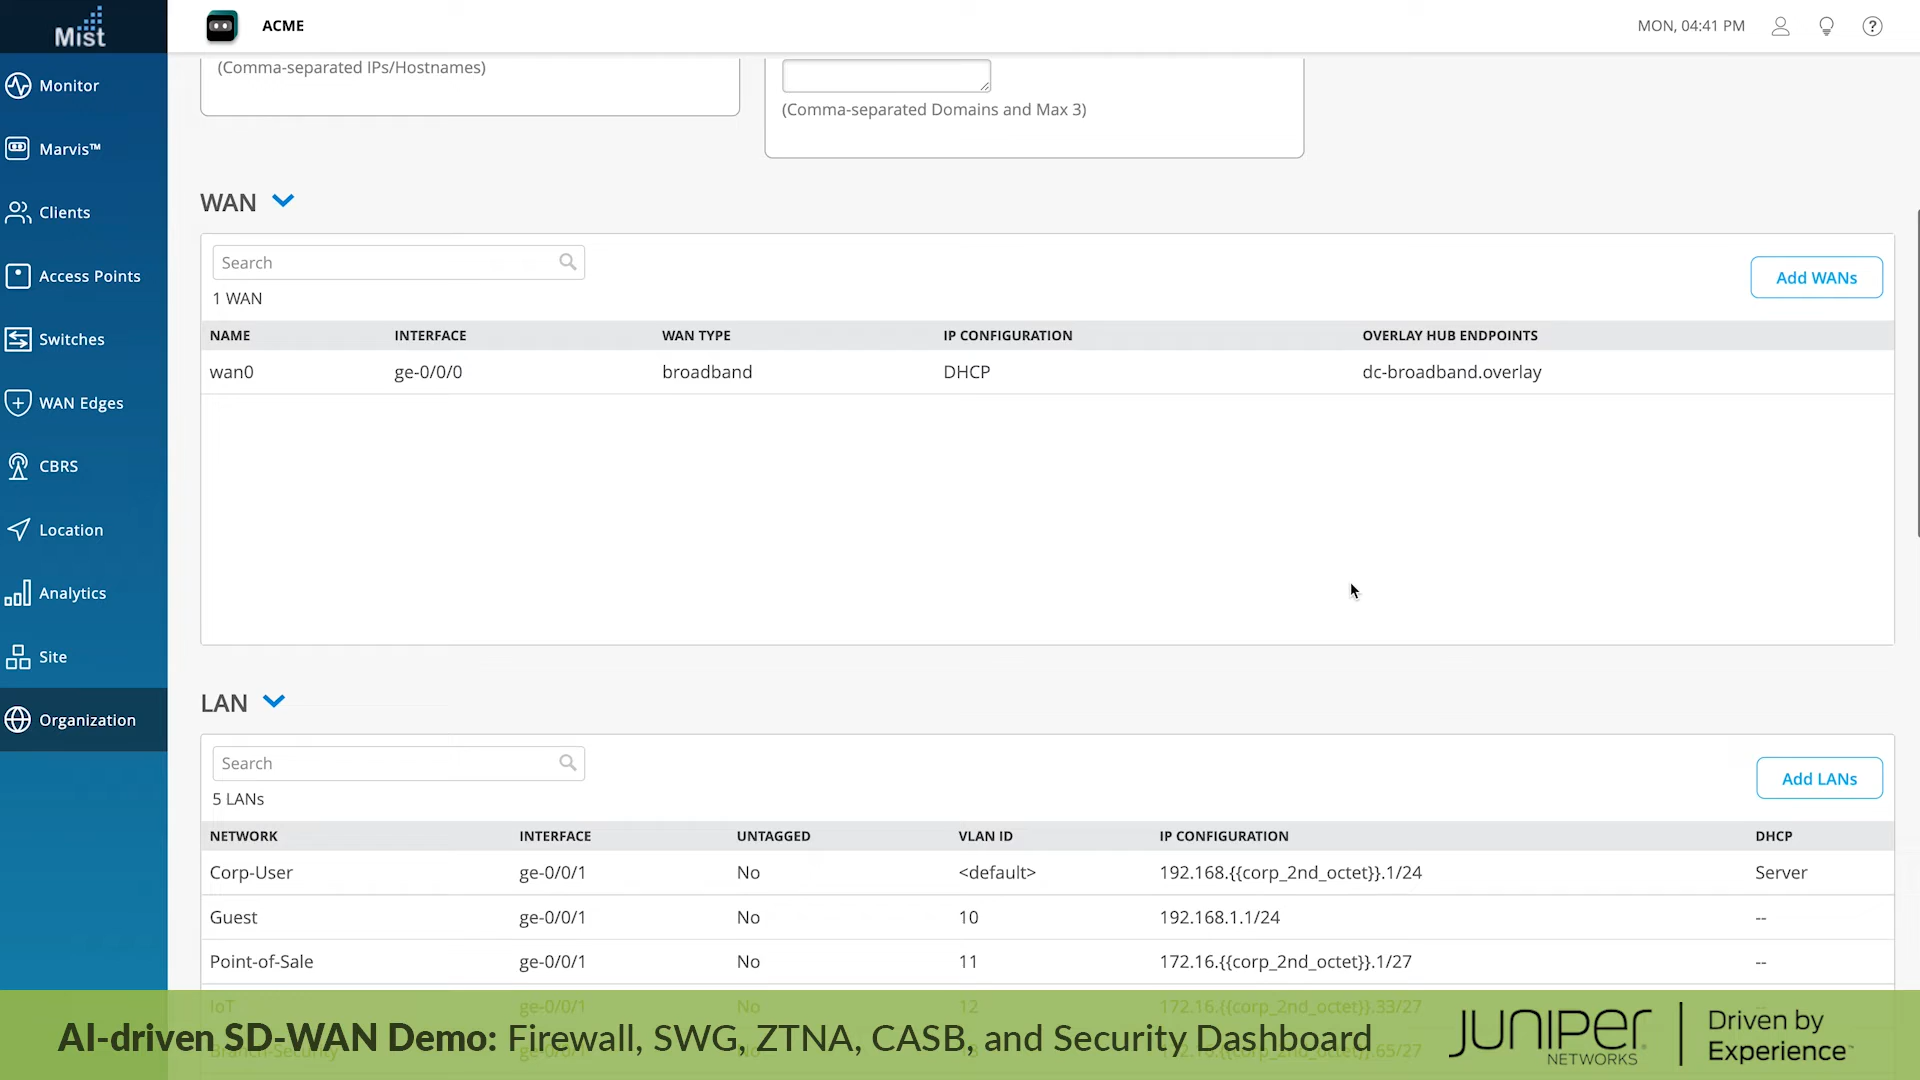 Mist
ACME
MON, 04:41 PM
Monitor
Marvis™
Clients
Access Points
Switches
WAN Edges
CBRS
Location
Analytics
Site
Organization
(Comma-separated IPs/Hostnames)
(Comma-separated Domains and Max 3)
WAN
Search
1 WAN
Add WANs
NAME INTERFACE WAN TYPE IP CONFIGURATION OVERLAY HUB ENDPOINTS
wan0 ge-0/0/0 broadband DHCP dc-broadband.overlay
LAN
Search
5 LANs
Add LANs
NETWORK INTERFACE UNTAGGED VLAN ID IP CONFIGURATION DHCP
Corp-User ge-0/0/1 No <default> 192.168.{{corp_2nd_octet}}.1/24 Server
Guest ge-0/0/1 No 10 192.168.1.1/24 --
Point-of-Sale ge-0/0/1 No 11 172.16.{{corp_2nd_octet}}.1/27 --
IoT ge-0/0/1 No 12 172.16.{{corp_2nd_octet}}.33/27 --
AI-driven SD-WAN Demo: Firewall, SWG, ZTNA, CASB, and Security Dashboard
JUNIPER
NETWORKS
Driven by
Experience™